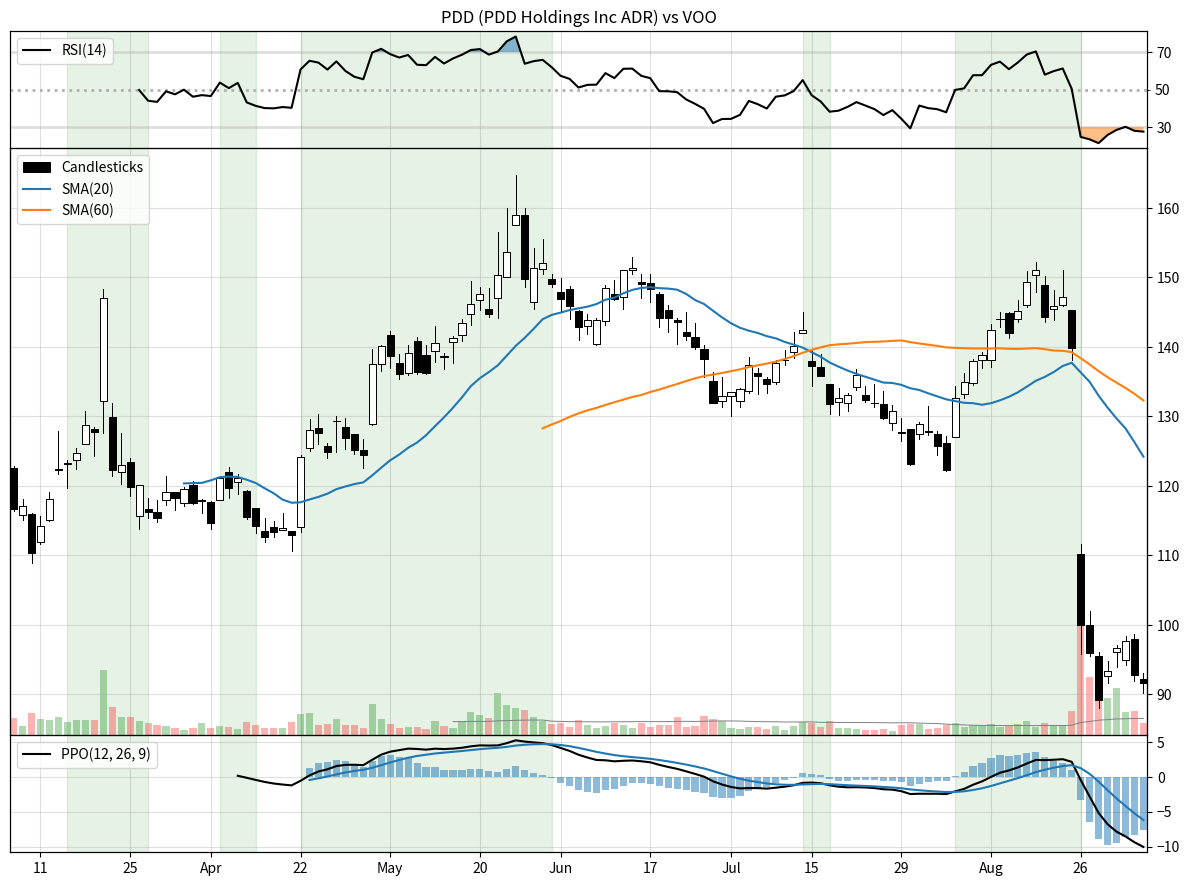 PDD (PDD Holdings Inc ADR) vs VOO
RSI(14)
70
50
30
Candlesticks
SMA(20)
SMA(60)
160
150
140
130
120
110
100
90
PPO(12, 26, 9)
5
0
−5
−10
11 25 Apr 22 May 20 Jun 17 Jul 15 29 Aug 26